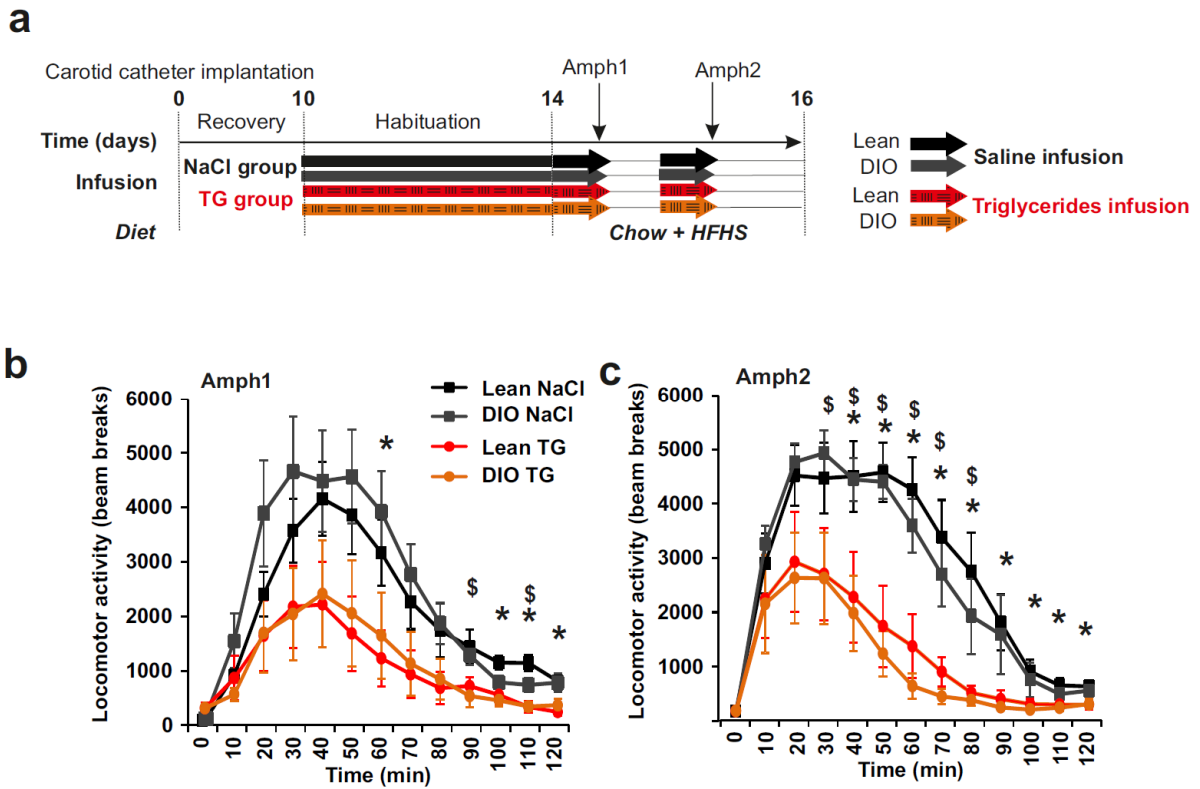 a
Carotid catheter implantation
Amph1
Amph2
0
10
14
16
Recovery
Habituation
Time (days)
NaCl group
Infusion
TG group
Diet
Chow + HFHS
Lean
DIO
Saline infusion
Lean
DIO
Triglycerides infusion
b
Amph1
Lean NaCl
DIO NaCl
Lean TG
DIO TG
Locomotor activity (beam breaks)
6000
5000
4000
3000
2000
1000
0
* $ * $ * *
0 10 20 30 40 50 60 70 80 90 100 110 120
Time (min)
c
Amph2
Locomotor activity (beam breaks)
6000
5000
4000
3000
2000
1000
$ $ * $ * $ * $ * $ * * * * *
0 10 20 30 40 50 60 70 80 90 100 110 120
Time (min)